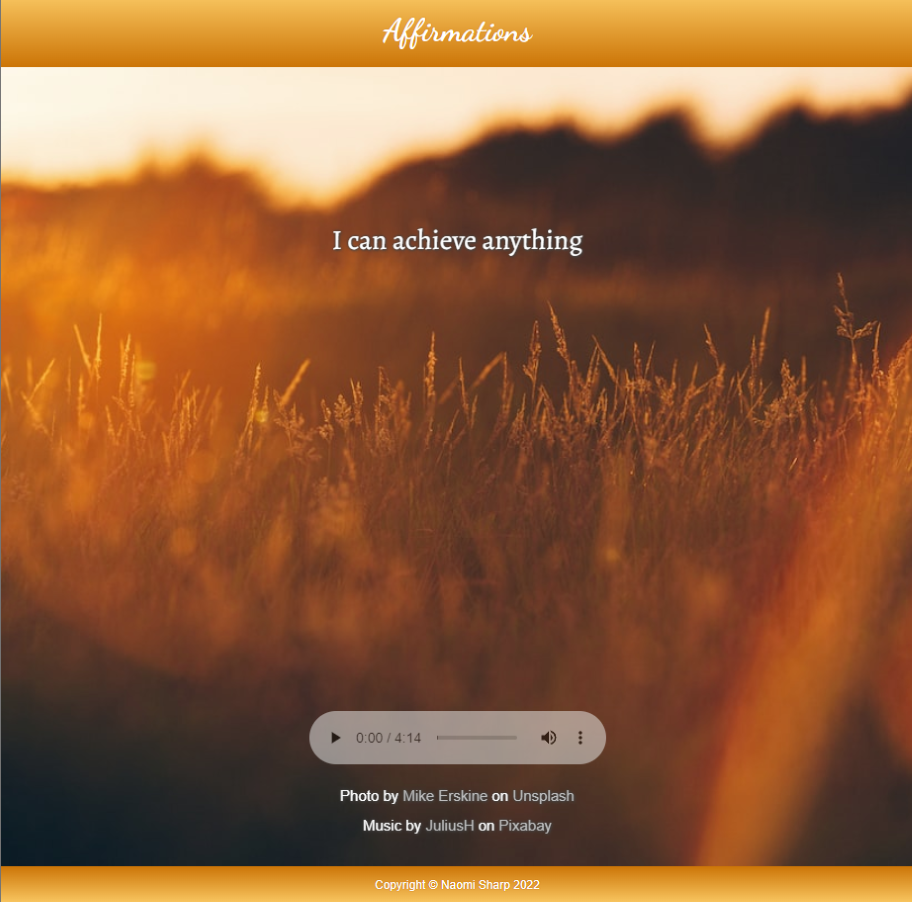 Affirmations
I can achieve anything
0:00 / 4:14
Photo by Mike Erskine on Unsplash
Music by JuliusH on Pixabay
Copyright © Naomi Sharp 2022